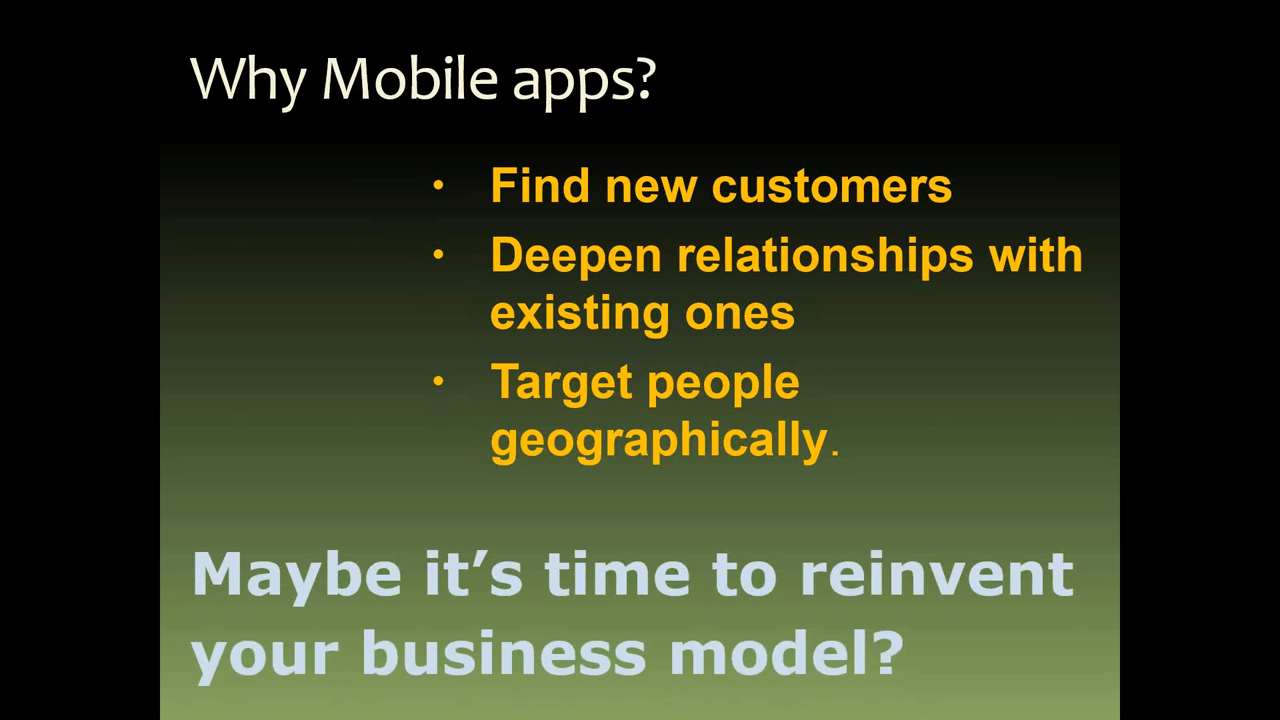 Why Mobile apps?
• Find new customers
• Deepen relationships with
existing ones
• Target people
geographically.
Maybe it’s time to reinvent
your business model?